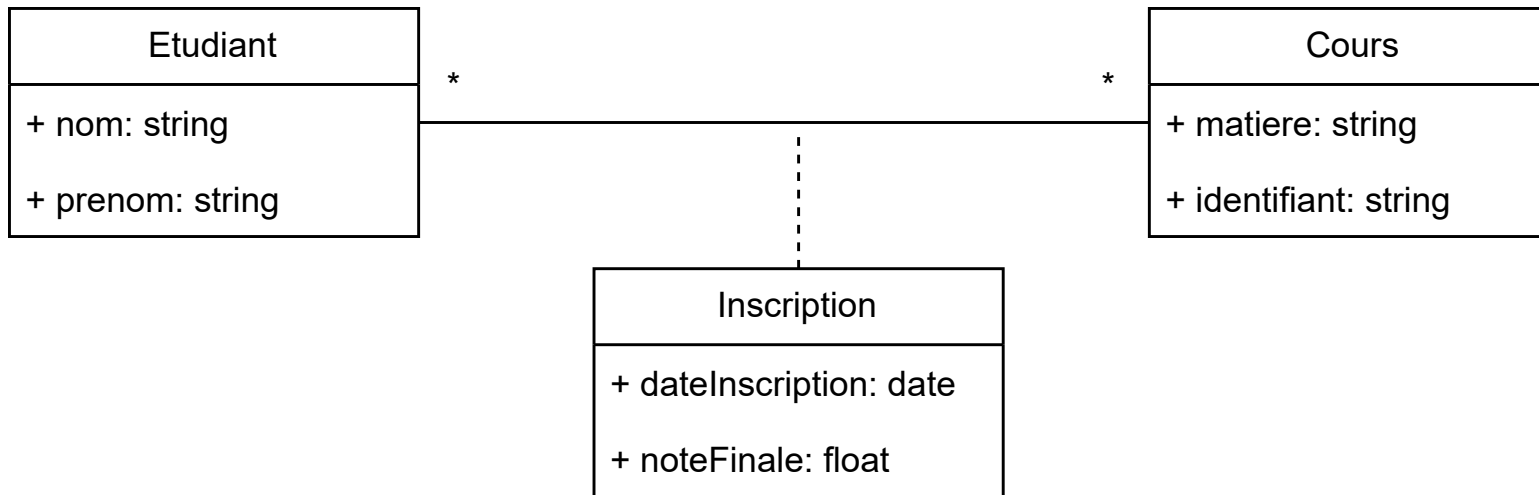 Etudiant
+ nom: string
+ prenom: string
*
*
Cours
+ matiere: string
+ identifiant: string
Inscription
+ dateInscription: date
+ noteFinale: float